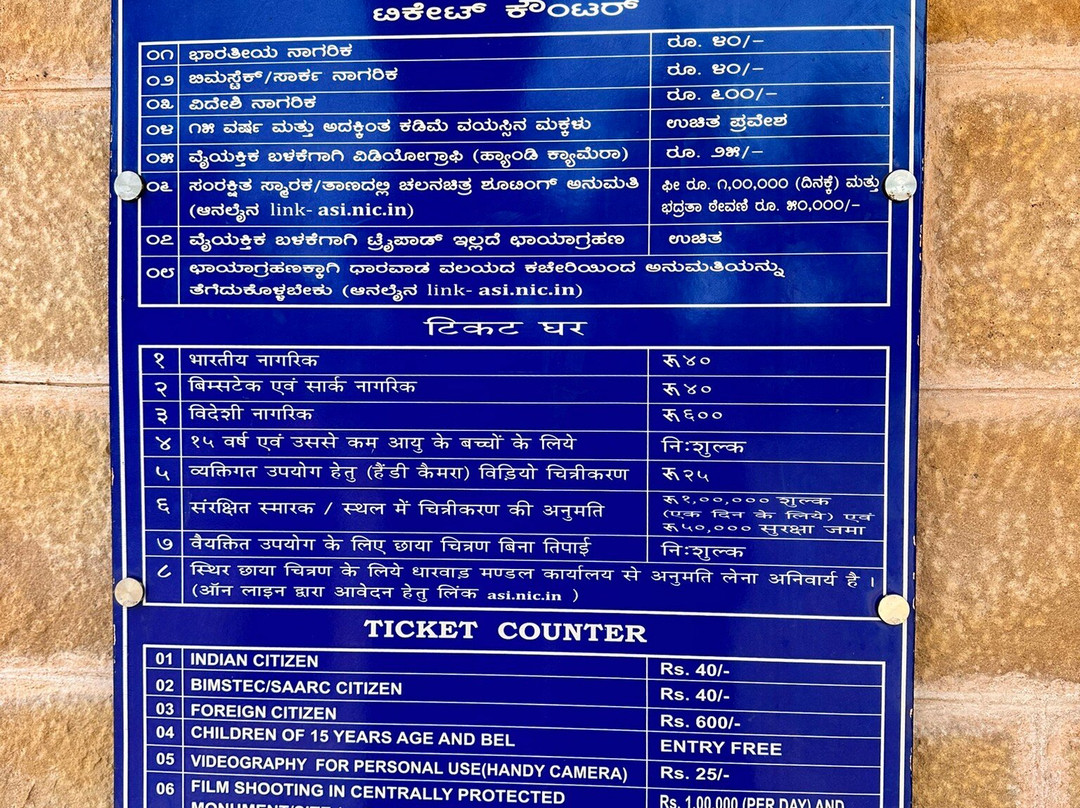 ಟಿಕೇಟ್ ಕೌಂಟರ್
೦೧ ಭಾರತೀಯ ನಾಗರಿಕ ರೂ. ೪೦/–
೦೨ ಬಿಮಸ್ಟೆಕ್/ಸಾರ್ಕ ನಾಗರಿಕ ರೂ. ೪೦/–
೦೩ ವಿದೇಶಿ ನಾಗರಿಕ ರೂ. ೬೦೦/–
೦೪ ೧೫ ವರ್ಷ ಮತ್ತು ಅದಕ್ಕಿಂತ ಕಡಿಮೆ ವಯಸ್ಸಿನ ಮಕ್ಕಳು ಉಚಿತ ಪ್ರವೇಶ
೦೫ ವೈಯಕ್ತಿಕ ಬಳಕೆಗಾಗಿ ವಿಡಿಯೋಗ್ರಾಫಿ (ಹ್ಯಾಂಡಿ ಕ್ಯಾಮೆರಾ) ರೂ. ೨೫/–
೦೬ ಸಂರಕ್ಷಿತ ಸ್ಮಾರಕ/ತಾಣದಲ್ಲಿ ಚಲನಚಿತ್ರ ಶೂಟಿಂಗ್ ಅನುಮತಿ ಫೀ ರೂ. ೧,೦೦,೦೦೦ (ದಿನಕ್ಕೆ) ಮತ್ತು
(ಆನಲೈನ link- asi.nic.in) ಭದ್ರತಾ ಠೇವಣಿ ರೂ. ೫೦,೦೦೦/–
೦೭ ವೈಯಕ್ತಿಕ ಬಳಕೆಗಾಗಿ ಟ್ರೈಪಾಡ್ ಇಲ್ಲದೆ ಛಾಯಾಗ್ರಹಣ ಉಚಿತ
೦೮ ಛಾಯಾಗ್ರಹಣಕ್ಕಾಗಿ ಧಾರವಾಡ ವಲಯದ ಕಚೇರಿಯಿಂದ ಅನುಮತಿಯನ್ನು
ತೆಗೆದುಕೊಳ್ಳಬೇಕು (ಆನಲೈನ link- asi.nic.in)
टिकट घर
१ भारतीय नागरिक रू४०
२ बिम्सटेक एवं सार्क नागरिक रू४०
३ विदेशी नागरिक रू६००
४ १५ वर्ष एवं उससे कम आयु के बच्चों के लिये नि:शुल्क
५ व्यक्तिगत उपयोग हेतु (हैंडी कैमरा) विड़ियो चित्रीकरण रू२५
६ संरक्षित स्मारक / स्थल में चित्रीकरण की अनुमति रू१,००,००० शुल्क
(एक दिन के लिये) एवं
रू५०,००० सुरक्षा जमा
७ वैयक्तित उपयोग के लिए छाया चित्रण बिना तिपाई नि:शुल्क
८ स्थिर छाया चित्रण के लिये धारवाड़ मण्डल कार्यालय से अनुमति लेना अनिवार्य है ।
(ऑन लाइन द्वारा आवेदन हेतु लिंक asi.nic.in )
TICKET COUNTER
01 INDIAN CITIZEN Rs. 40/-
02 BIMSTEC/SAARC CITIZEN Rs. 40/-
03 FOREIGN CITIZEN Rs. 600/-
04 CHILDREN OF 15 YEARS AGE AND BEL ENTRY FREE
05 VIDEOGRAPHY FOR PERSONAL USE(HANDY CAMERA) Rs. 25/-
06 FILM SHOOTING IN CENTRALLY PROTECTED Rs. 1,00,000 (PER DAY) AND